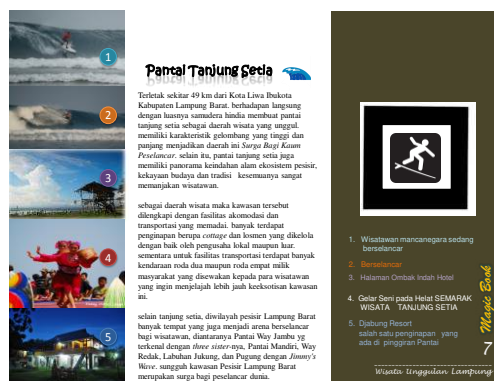 1
2
3
4
5
Pantai Tanjung Setia
Terletak sekitar 49 km dari Kota Liwa Ibukota
Kabupaten Lampung Barat. berhadapan langsung
dengan luasnya samudera hindia membuat pantai
tanjung setia sebagai daerah wisata yang unggul.
memiliki karakteristik gelombang yang tinggi dan
panjang menjadikan daerah ini Surga Bagi Kaum
Peselancar. selain itu, pantai tanjung setia juga
memiliki panorama keindahan alam ekosistem pesisir,
kekayaan budaya dan tradisi kesemuanya sangat
memanjakan wisatawan.
sebagai daerah wisata maka kawasan tersebut
dilengkapi dengan fasilitas akomodasi dan
transportasi yang memadai. banyak terdapat
penginapan berupa cottage dan losmen yang dikelola
dengan baik oleh pengusaha lokal maupun luar.
sementara untuk fasilitas transportasi terdapat banyak
kendaraan roda dua maupun roda empat milik
masyarakat yang disewakan kepada para wisatawan
yang ingin menjelajah lebih jauh keeksotisan kawasan
ini.
selain tanjung setia, diwilayah pesisir Lampung Barat
banyak tempat yang juga menjadi arena berselancar
bagi wisatawan, diantaranya Pantai Way Jambu yg
terkenal dengan three sister-nya, Pantai Mandiri, Way
Redak, Labuhan Jukung, dan Pugung dengan Jimmy's
Wave. sungguh kawasan Pesisir Lampung Barat
merupakan surga bagi peselancar dunia.
1. Wisatawan mancanegara sedang
berselancar
2. Berselancar
3. Halaman Ombak Indah Hotel
4. Gelar Seni pada Helat SEMARAK
WISATA TANJUNG SETIA
5. Djabung Resort
salah satu penginapan yang
ada di pinggiran Pantai
Magic Book
7
Wisata Unggulan Lampung